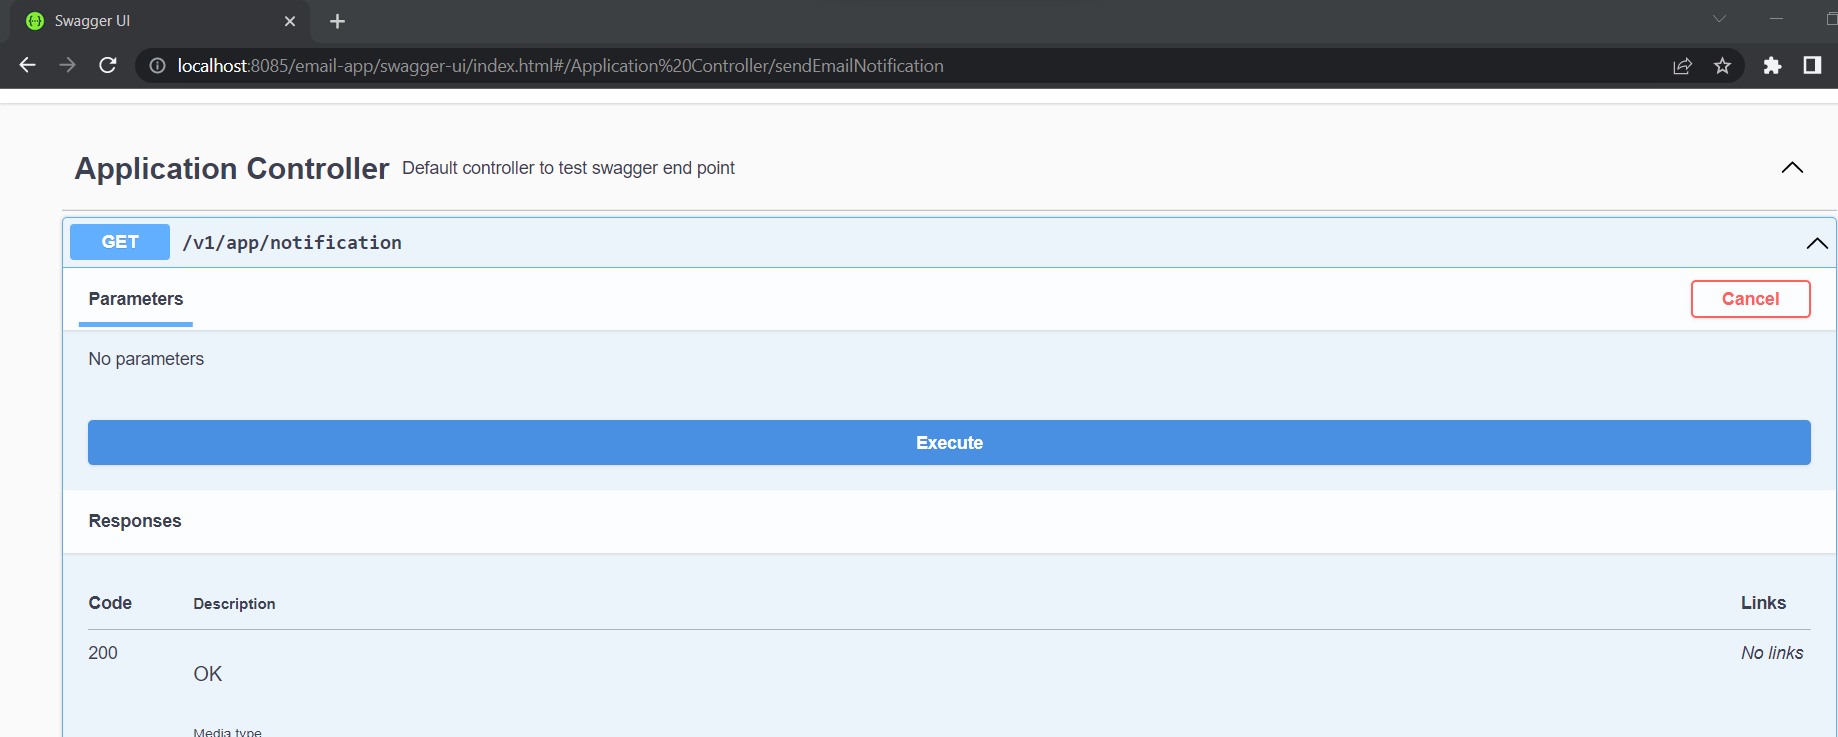 Swagger UI
localhost:8085/email-app/swagger-ui/index.html#/Application%20Controller/sendEmailNotification
Application Controller Default controller to test swagger end point
GET /v1/app/notification
Parameters Cancel
No parameters
Execute
Responses
Code Description Links
200 No links
OK
Media type